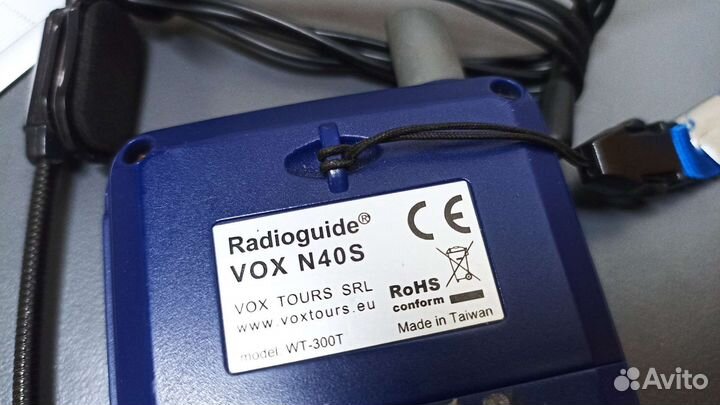 Radioguide®
VOX N40S
VOX TOURS SRL
www.voxtours.eu
model WT-300T
CE
RoHS
conform
Made in Taiwan
Avito